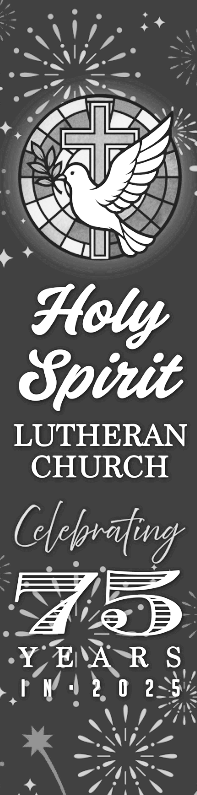 Holy
Spirit
LUTHERAN
CHURCH
Celebrating
75
YEARS
IN • 2025